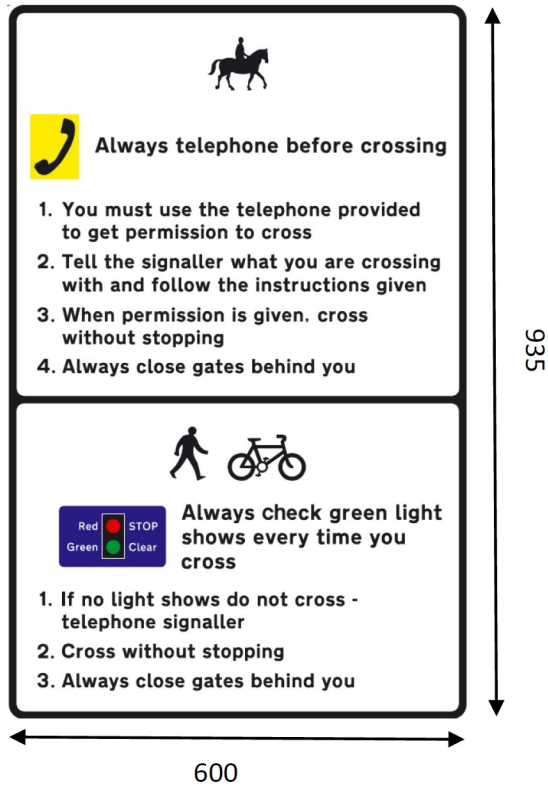 Always telephone before crossing
1. You must use the telephone provided
to get permission to cross
2. Tell the signaller what you are crossing
with and follow the instructions given
3. When permission is given, cross
without stopping
4. Always close gates behind you
935
Red STOP
Green Clear
Always check green light
shows every time you
cross
1. If no light shows do not cross -
telephone signaller
2. Cross without stopping
3. Always close gates behind you
600